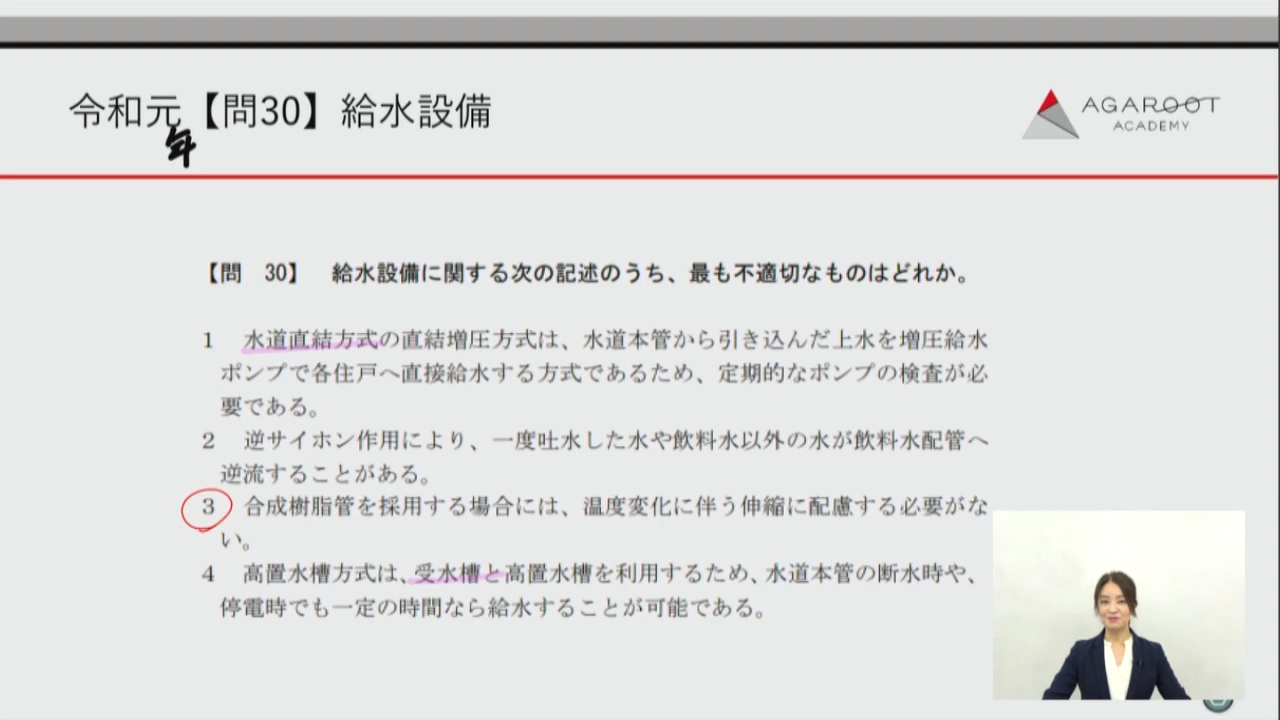 令和元【問30】給水設備
年
AGAROOT
ACADEMY
【問　30】　給水設備に関する次の記述のうち、最も不適切なものはどれか。
1　水道直結方式の直結増圧方式は、水道本管から引き込んだ上水を増圧給水
ポンプで各住戸へ直接給水する方式であるため、定期的なポンプの検査が必
要である。
2　逆サイホン作用により、一度吐水した水や飲料水以外の水が飲料水配管へ
逆流することがある。
3　合成樹脂管を採用する場合には、温度変化に伴う伸縮に配慮する必要がな
い。
4　高置水槽方式は、受水槽と高置水槽を利用するため、水道本管の断水時や、
停電時でも一定の時間なら給水することが可能である。